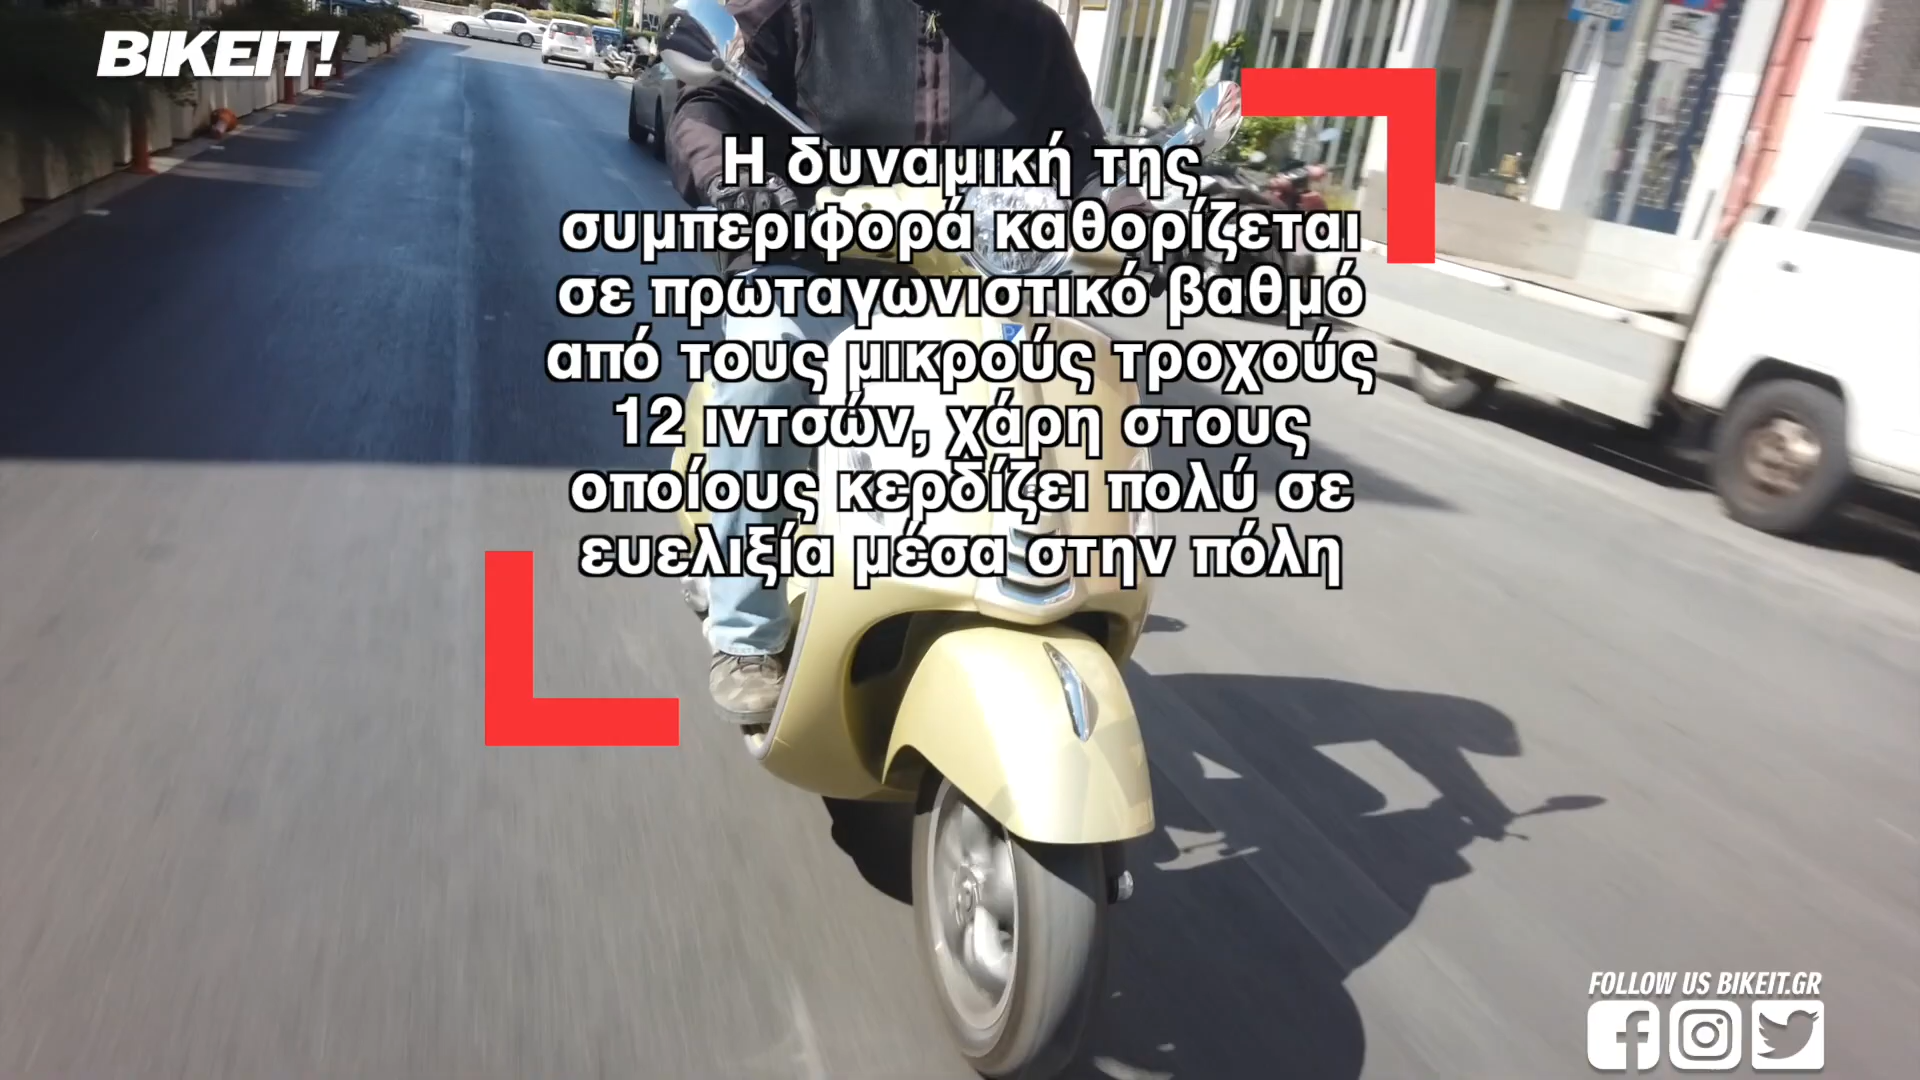 BIKEIT!
Η δυναμική της
συμπεριφορά καθορίζεται
σε πρωταγωνιστικό βαθμό
από τους μικρούς τροχούς
12 ιντσών, χάρη στους
οποίους κερδίζει πολύ σε
ευελιξία μέσα στην πόλη
FOLLOW US BIKEIT.GR